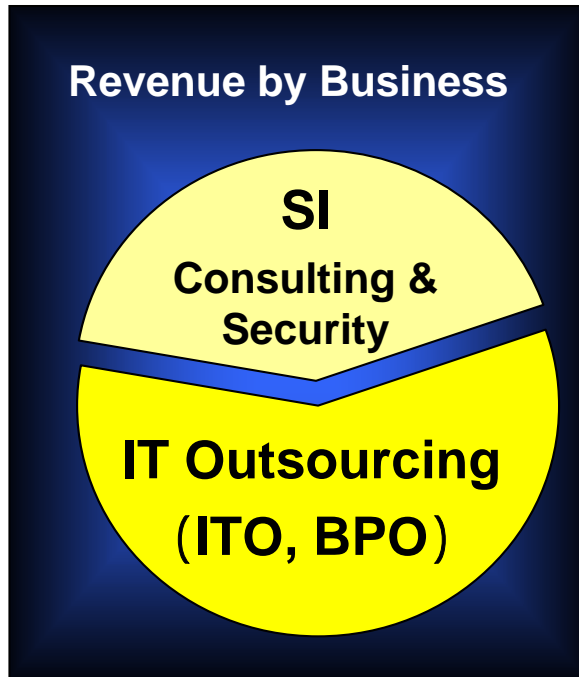 Revenue by Business
SI
Consulting &
Security
IT Outsourcing
(ITO, BPO)